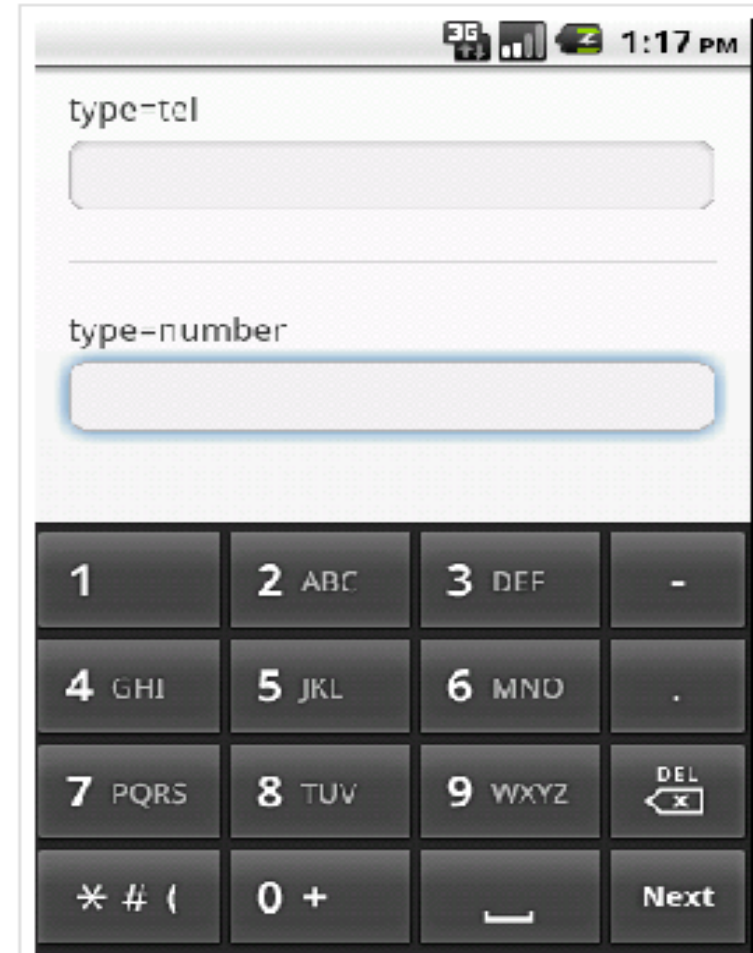 3G 1:17 PM
type=tel
type=number
1 2 ABC 3 DEF -
4 GHI 5 JKL 6 MNO .
7 PQRS 8 TUV 9 WXYZ DEL
* # ( 0 + Next